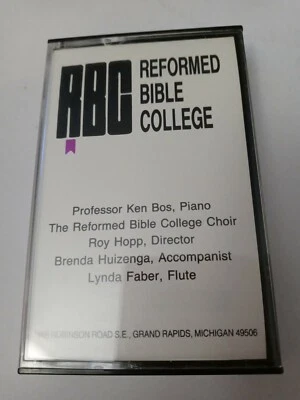 RBC
REFORMED
BIBLE
COLLEGE
Professor Ken Bos, Piano
The Reformed Bible College Choir
Roy Hopp, Director
Brenda Huizenga, Accompanist
Lynda Faber, Flute
ROBINSON ROAD S.E., GRAND RAPIDS, MICHIGAN 49506